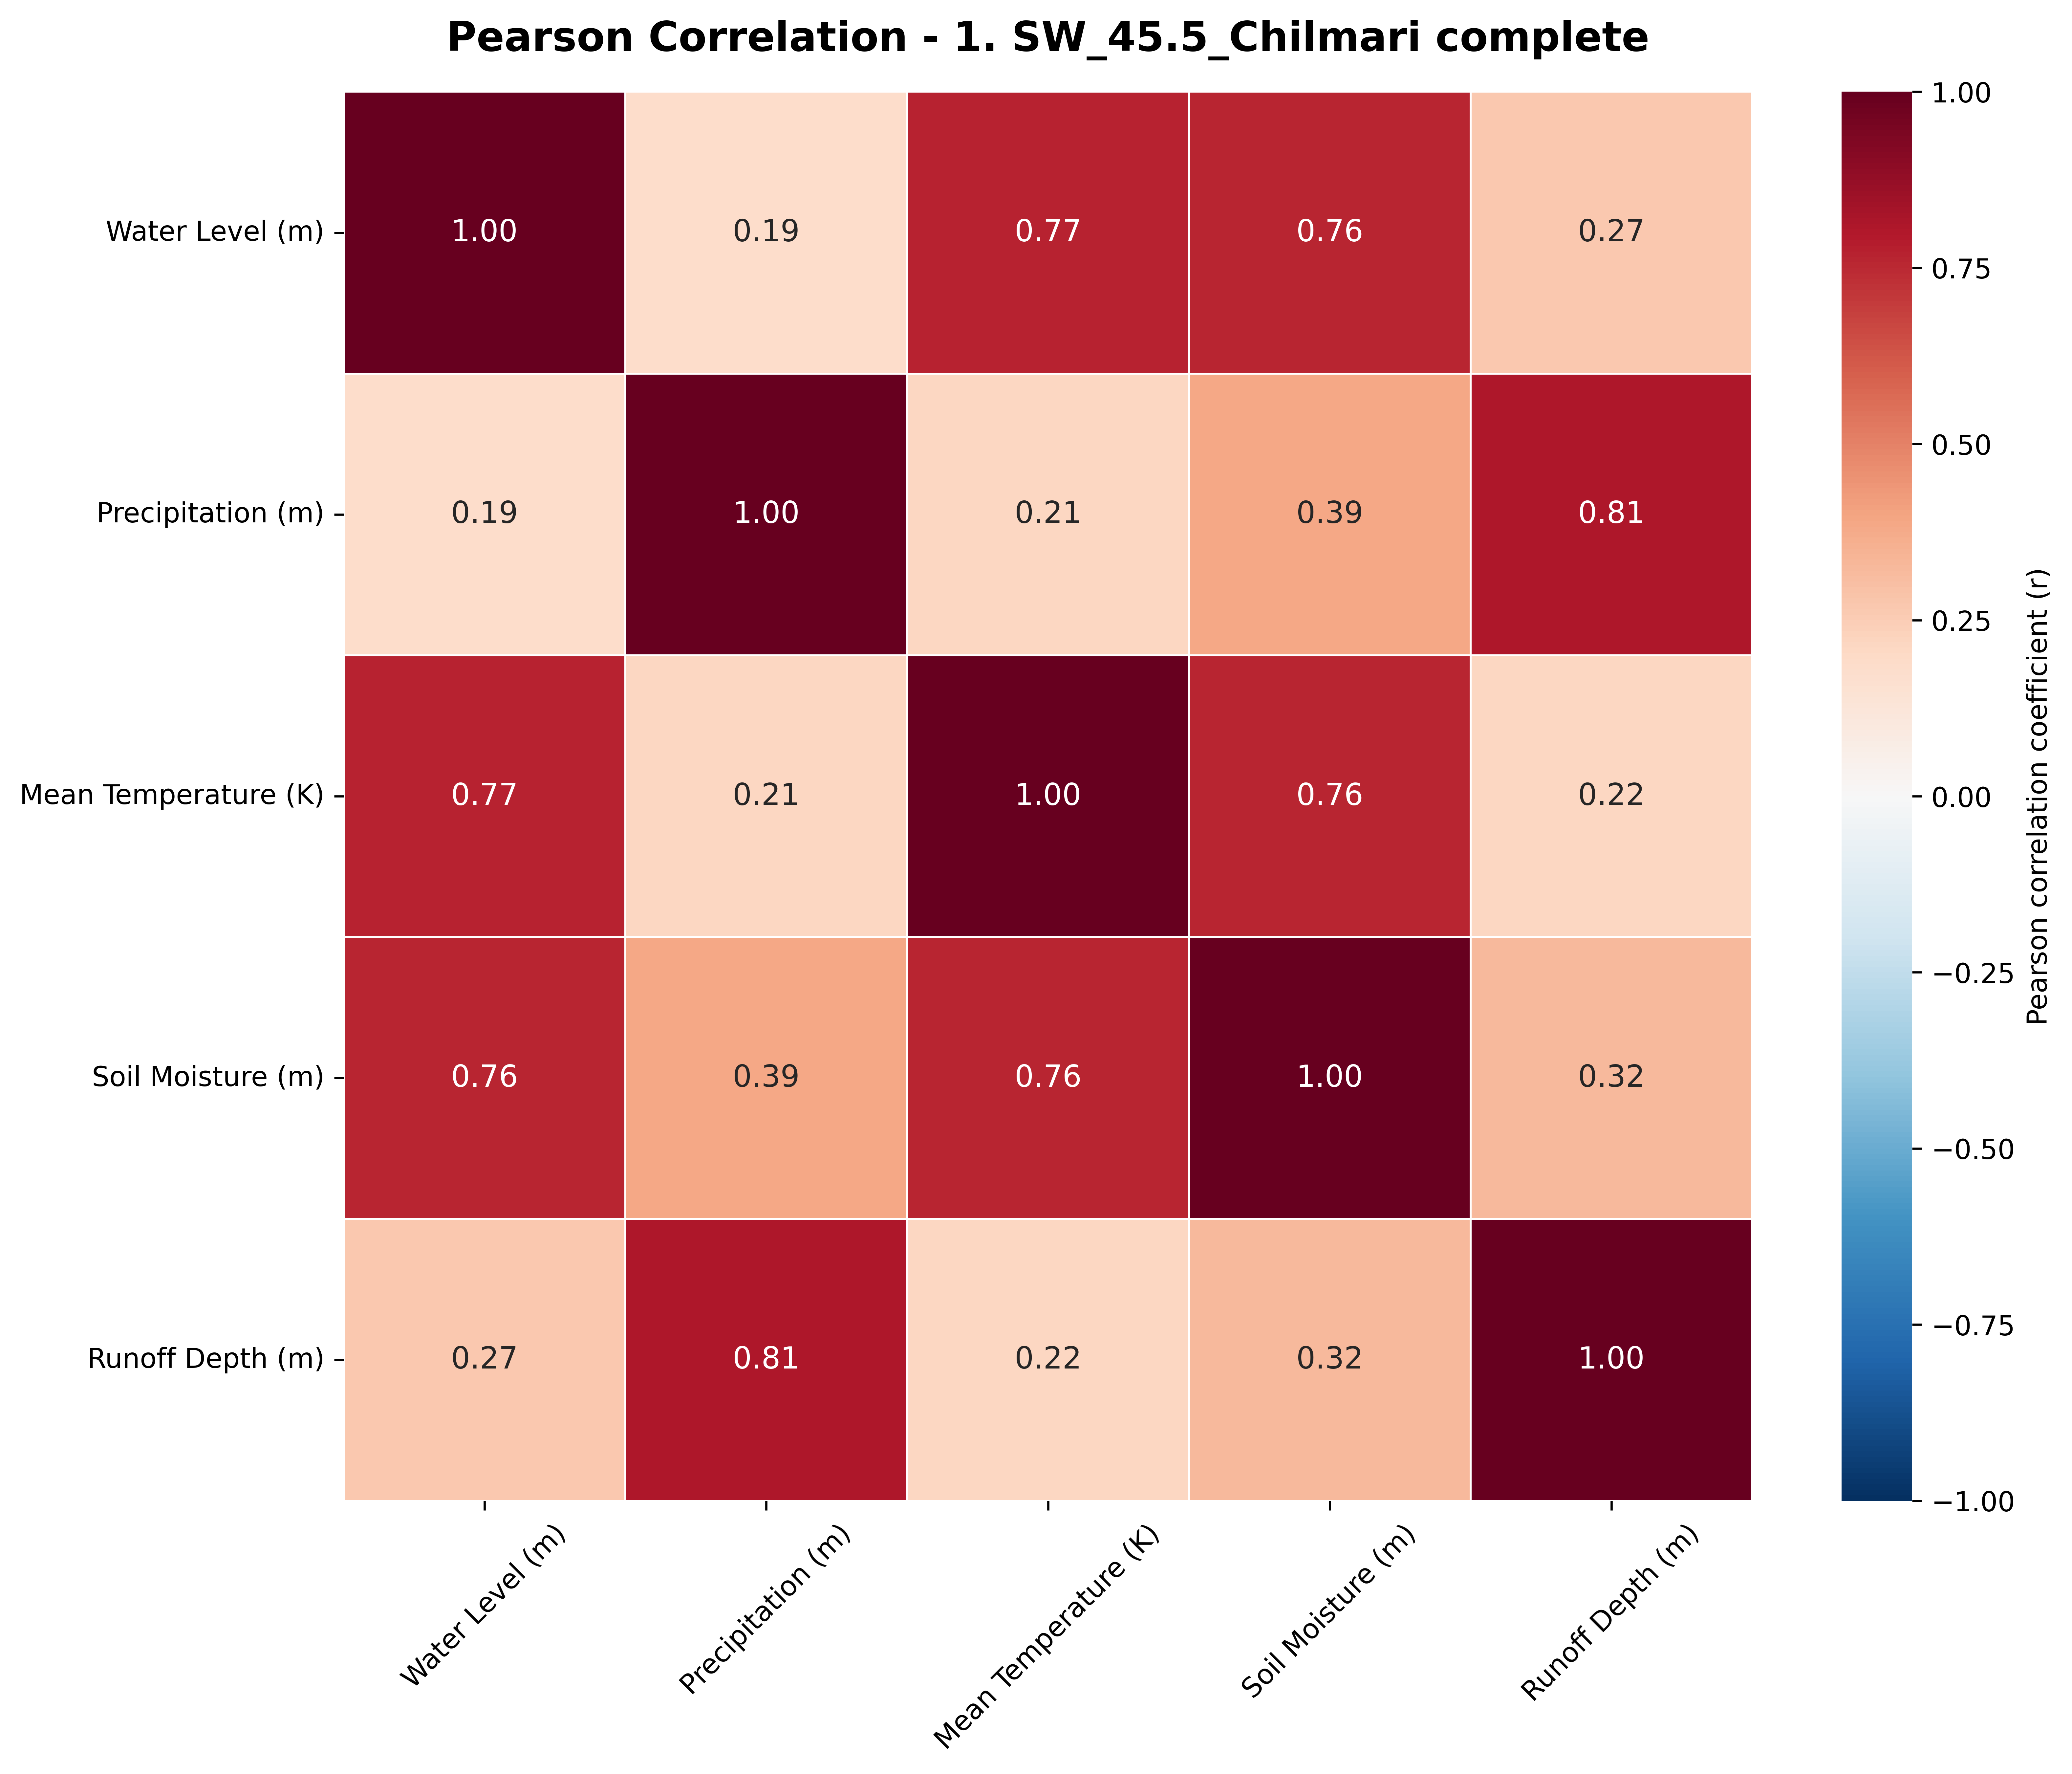 Pearson Correlation - 1. SW_45.5_Chilmari complete
Water Level (m) 1.00 0.19 0.77 0.76 0.27
Precipitation (m) 0.19 1.00 0.21 0.39 0.81
Mean Temperature (K) 0.77 0.21 1.00 0.76 0.22
Soil Moisture (m) 0.76 0.39 0.76 1.00 0.32
Runoff Depth (m) 0.27 0.81 0.22 0.32 1.00
Water Level (m)
Precipitation (m)
Mean Temperature (K)
Soil Moisture (m)
Runoff Depth (m)
1.00
0.75
0.50
0.25
0.00
−0.25
−0.50
−0.75
−1.00
Pearson correlation coefficient (r)